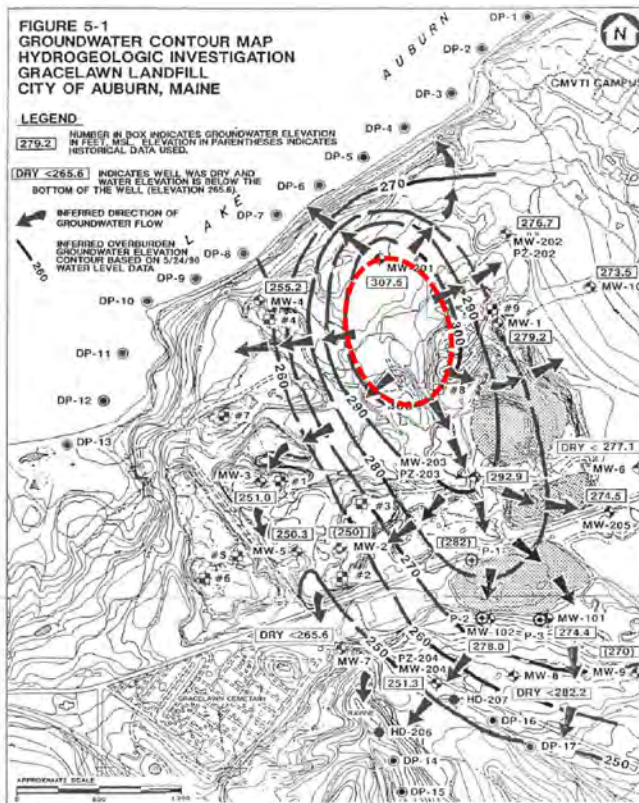 FIGURE 5-1
GROUNDWATER CONTOUR MAP
HYDROGEOLOGIC INVESTIGATION
GRACELAWN LANDFILL
CITY OF AUBURN, MAINE
LEGEND
279.2
NUMBER IN BOX INDICATES GROUNDWATER ELEVATION
IN FEET, MSL. ELEVATION IN PARENTHESES INDICATES
HISTORICAL DATA USED.
DRY <265.6
INDICATES WELL WAS DRY AND
WATER ELEVATION IS BELOW THE
BOTTOM OF THE WELL (ELEVATION 265.6).
INFERRED DIRECTION OF
GROUNDWATER FLOW
260
INFERRED OVERBURDEN
GROUNDWATER ELEVATION
CONTOUR BASED ON 5/24/90
WATER LEVEL DATA
N
LAKE AUBURN
CMVTI CAMPUS
DP-1
DP-2
DP-3
DP-4
DP-5
DP-6
DP-7
DP-8
DP-9
DP-10
DP-11
DP-12
DP-13
270
276.7
MW-202
PZ-202
273.5
MW-10
MW-201
307.5
255.2
MW-4
#4
290
300
#9
MW-1
279.2
260
#8
290
300
#7
DRY < 277.1
MW-6
MW-203
PZ-203
292.9
280
MW-3
#1
251.0
274.5
MW-205
#3
250.3
(250)
MW-5
MW-2
(282)
P-1
#5
#6
#2
270
DRY <265.6
250
260
P-2
MW-102
278.0
P-3
MW-101
274.4
(270)
MW-7
PZ-204
MW-204
251.3
MW-8
MW-9
DRY <282.2
GRACELAWN CEMETERY
RAVINE
HD-207
HD-206
DP-16
DP-17
250
DP-14
DP-15
APPROXIMATE SCALE
0